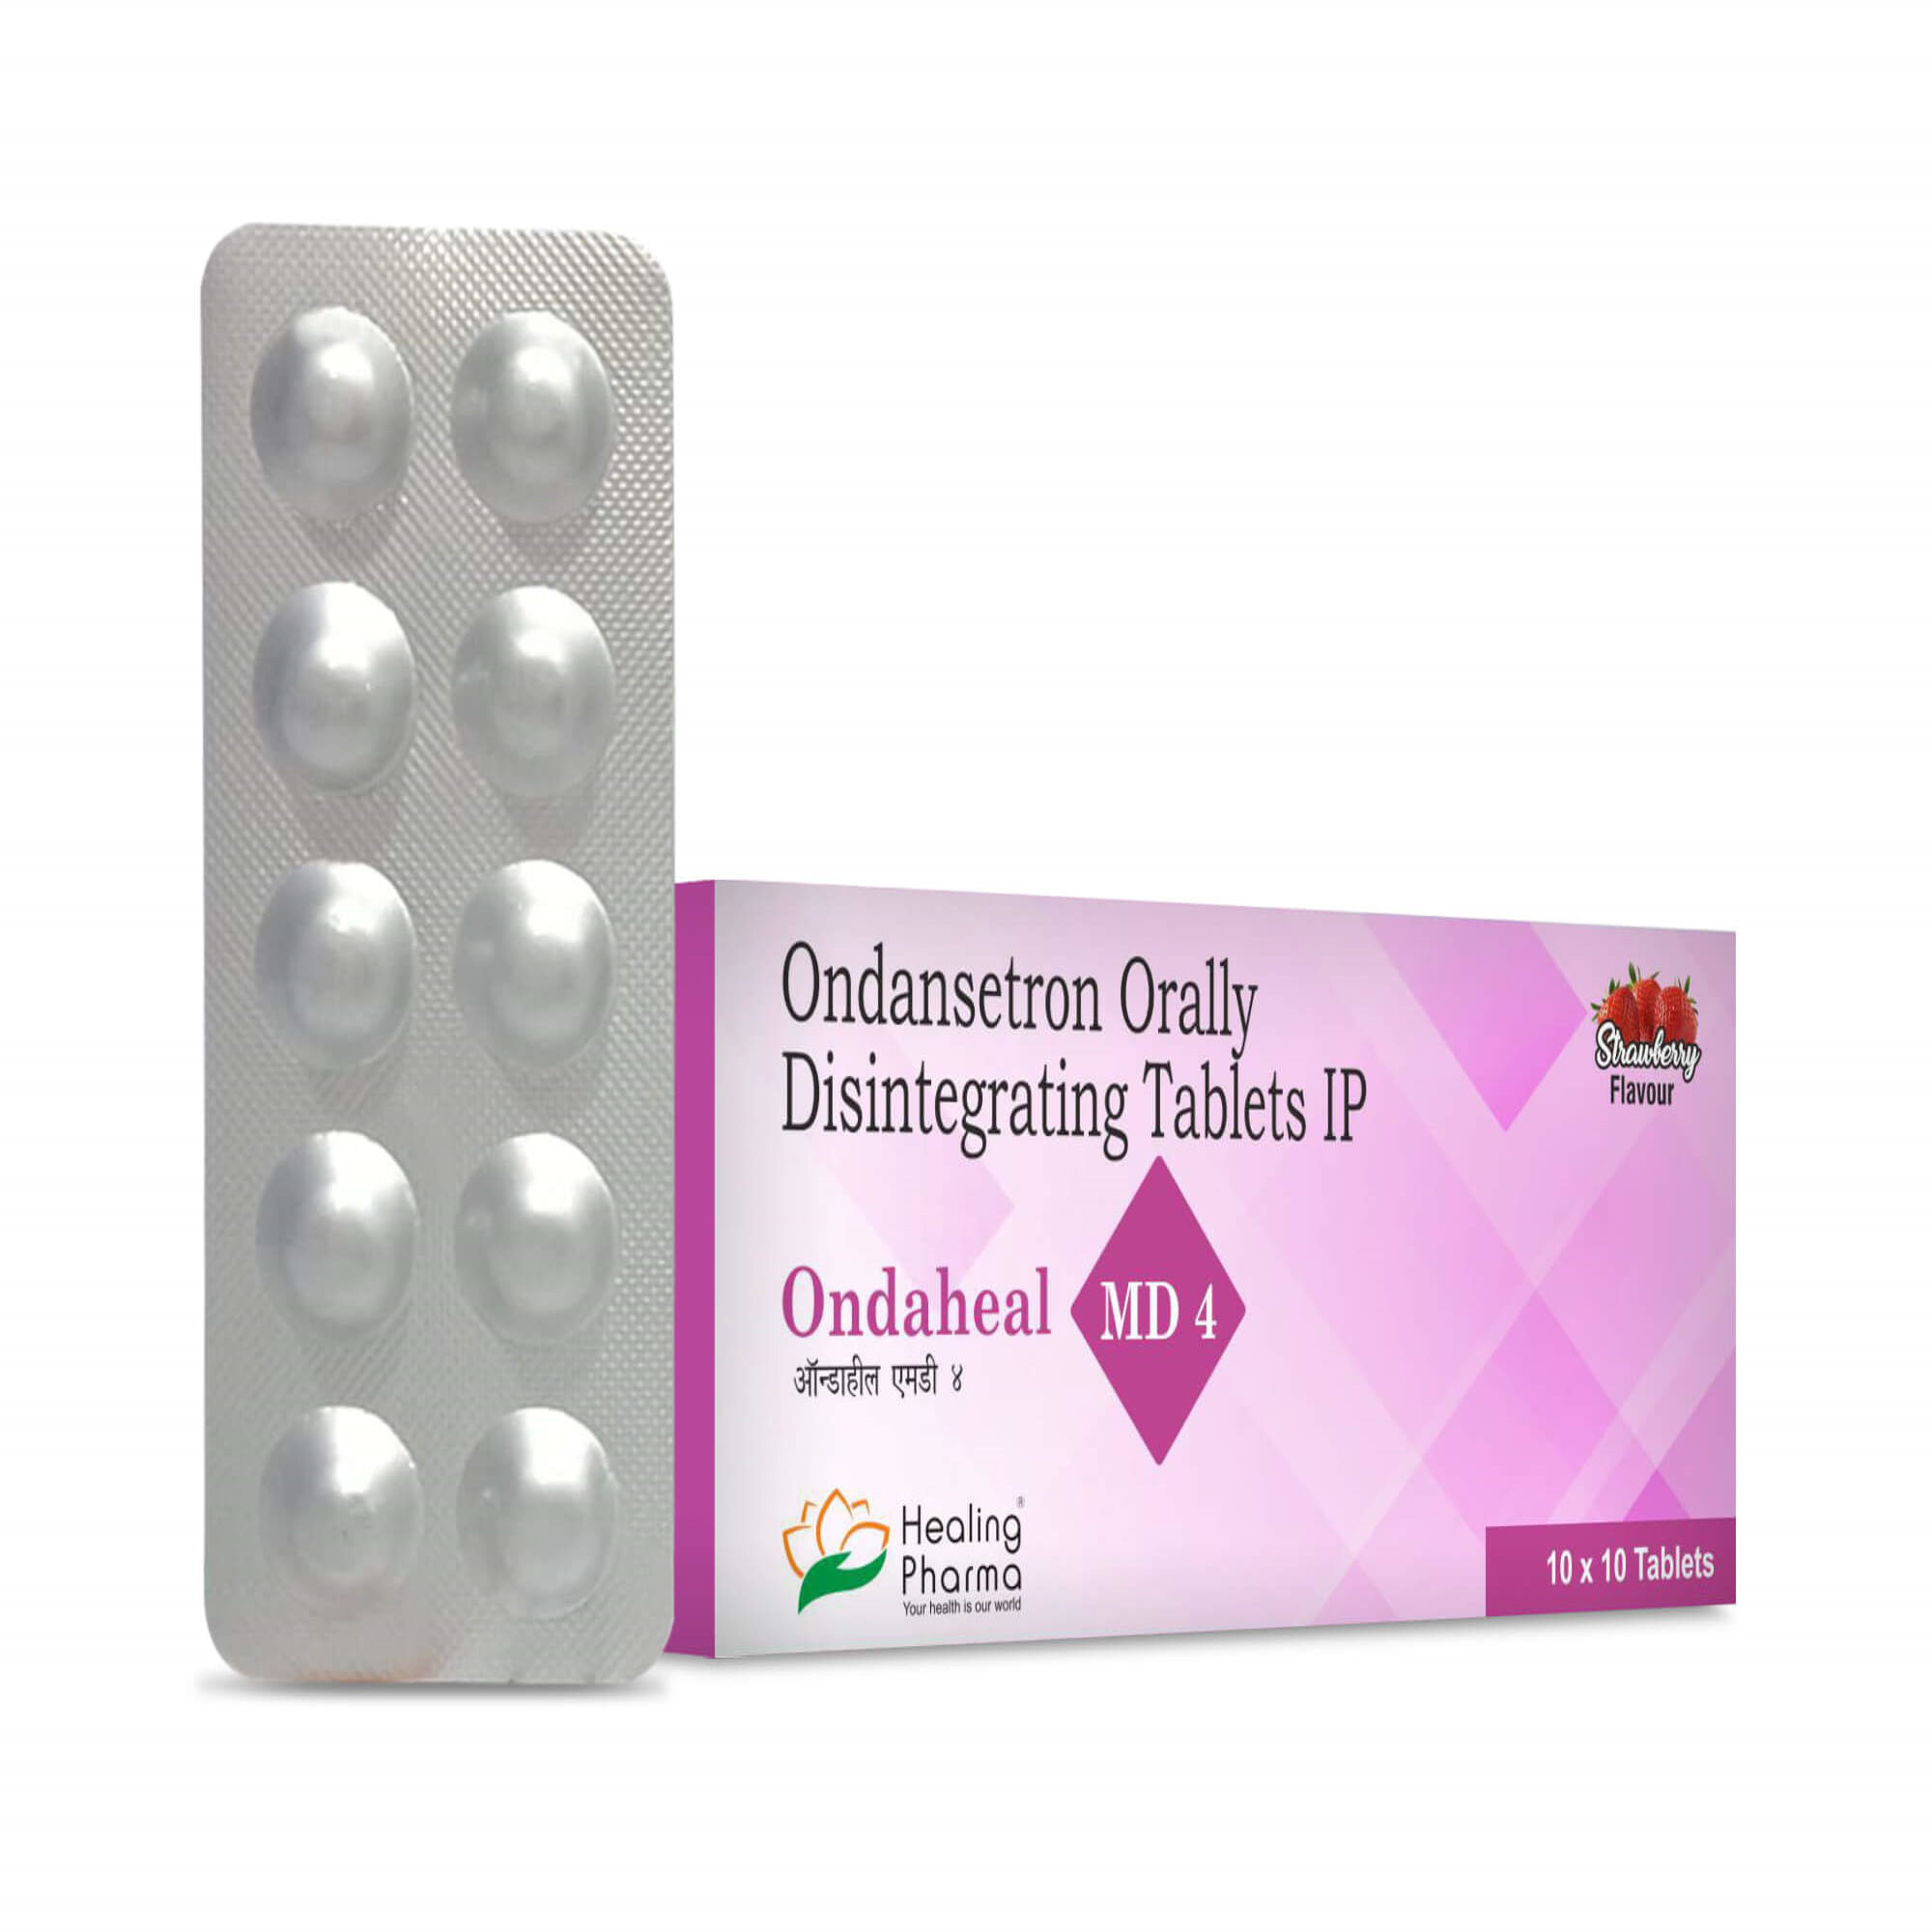 Ondansetron Orally
Disintegrating Tablets IP
Strawberry
Flavour
Ondaheal MD 4
ऑन्डाहील एमडी ४
Healing®
Pharma
Your health is our world
10 x 10 Tablets